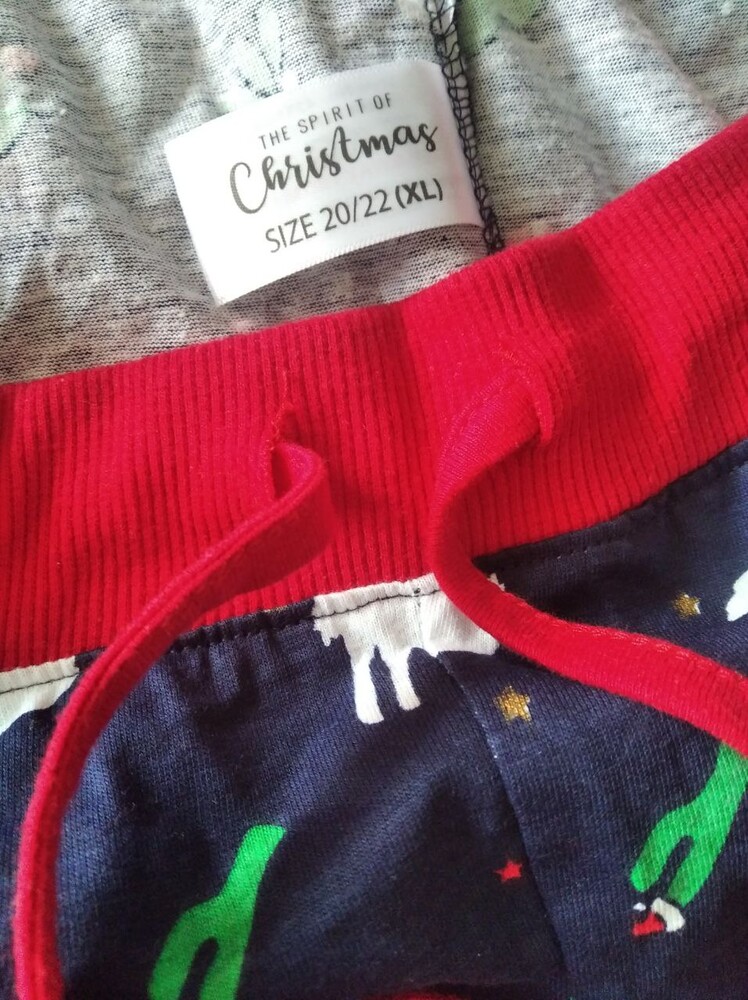 THE SPIRIT OF
Christmas
SIZE 20/22 (XL)